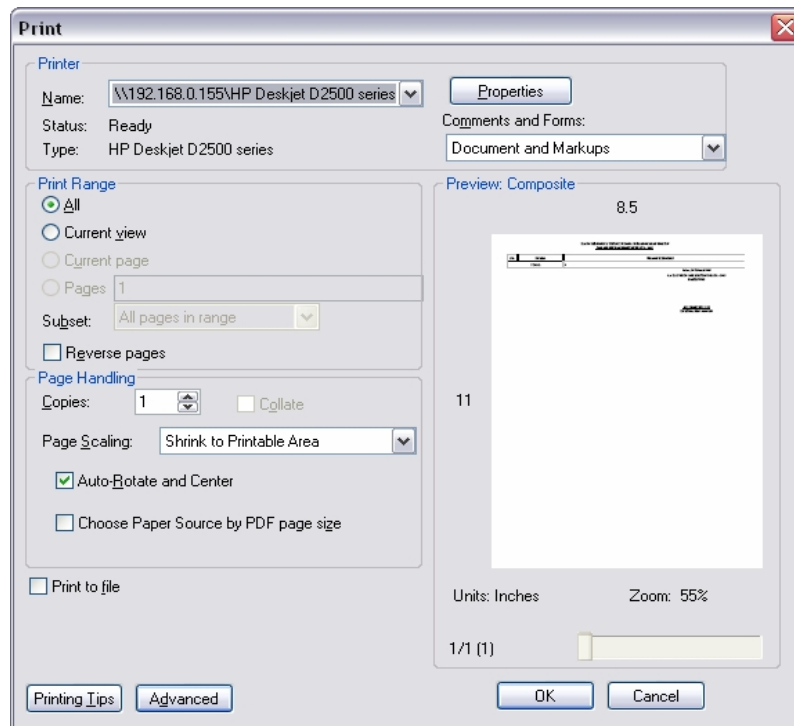 Print
Printer
Name: \\192.168.0.155\HP Deskjet D2500 series
Properties
Status: Ready
Comments and Forms:
Type: HP Deskjet D2500 series
Document and Markups
Print Range
All
Current view
Current page
Pages 1
Subset: All pages in range
Reverse pages
Page Handling
Copies: 1 Collate
Page Scaling: Shrink to Printable Area
Auto-Rotate and Center
Choose Paper Source by PDF page size
Print to file
Preview: Composite
8.5
11
Units: Inches Zoom: 55%
1/1 (1)
Printing Tips Advanced OK Cancel